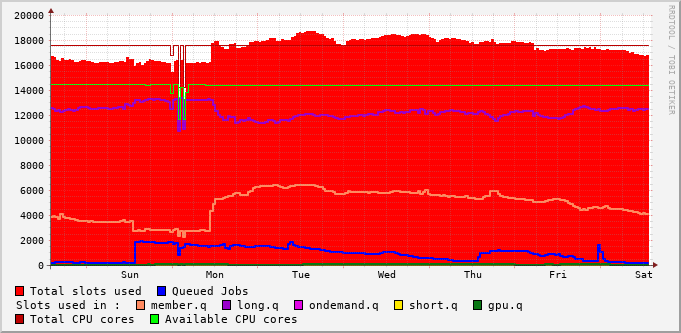 20000
18000
16000
14000
12000
10000
8000
6000
4000
2000
0
Sun Mon Tue Wed Thu Fri Sat
RRDTOOL / TOBI OETIKER
Total slots used Queued Jobs
Slots used in : member.q long.q ondemand.q short.q gpu.q
Total CPU cores Available CPU cores